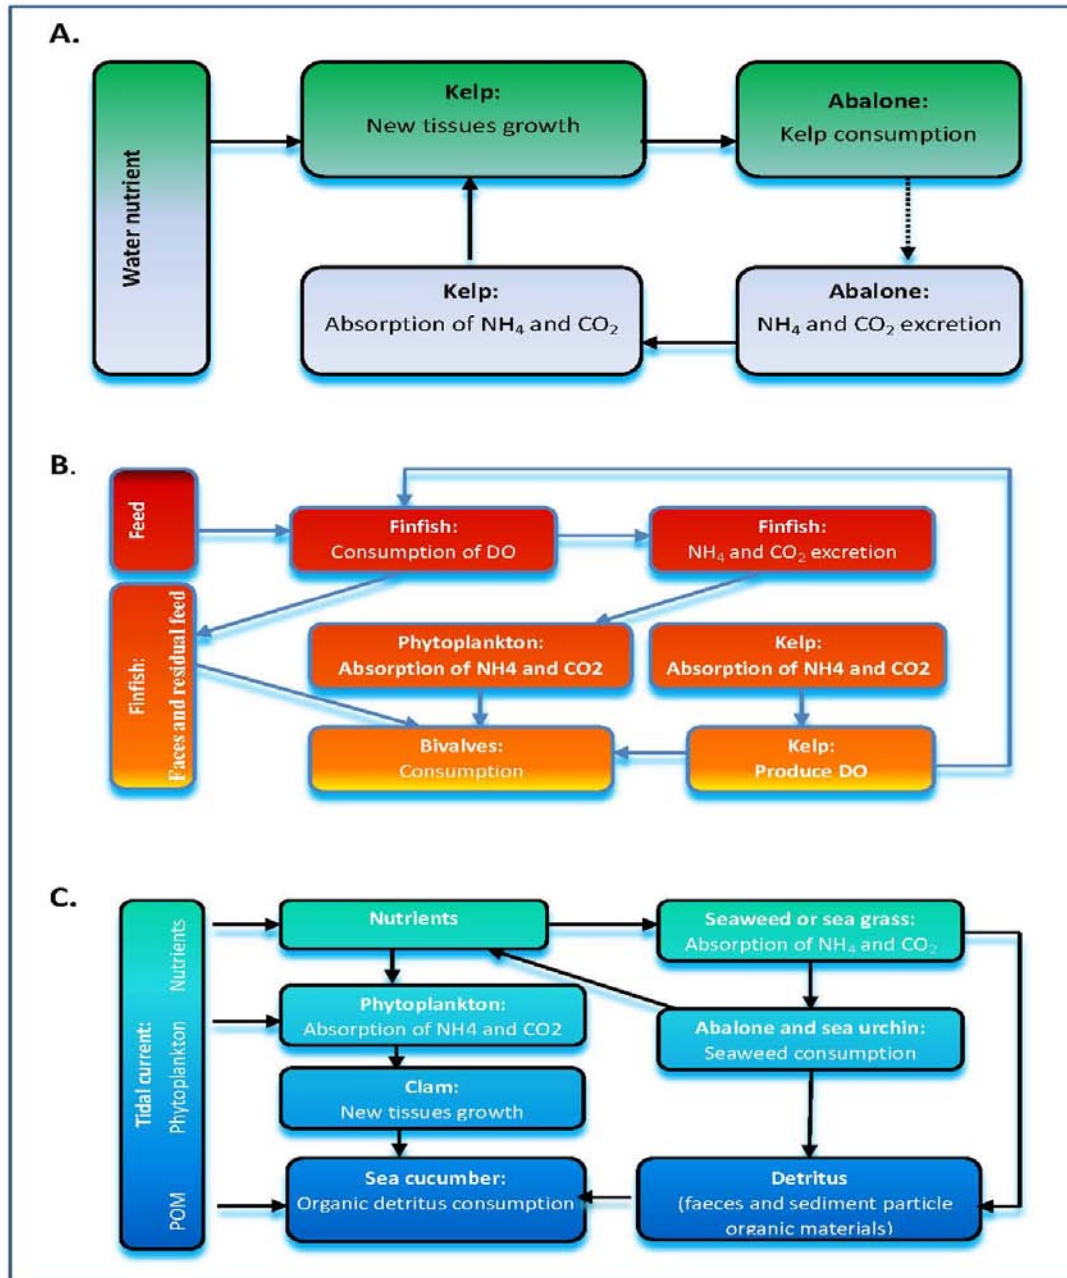 A.
Water nutrient
Kelp:
New tissues growth
Abalone:
Kelp consumption
Kelp:
Absorption of NH₄ and CO₂
Abalone:
NH₄ and CO₂ excretion
B.
Feed
Finfish:
Consumption of DO
Finfish:
NH₄ and CO₂ excretion
Finfish:
Faces and residual feed
Phytoplankton:
Absorption of NH4 and CO2
Kelp:
Absorption of NH4 and CO2
Bivalves:
Consumption
Kelp:
Produce DO
C.
Tidal current:
Nutrients
Phytoplankton
POM
Nutrients
Seaweed or sea grass:
Absorption of NH₄ and CO₂
Phytoplankton:
Absorption of NH4 and CO2
Abalone and sea urchin:
Seaweed consumption
Clam:
New tissues growth
Sea cucumber:
Organic detritus consumption
Detritus
(faeces and sediment particle
organic materials)